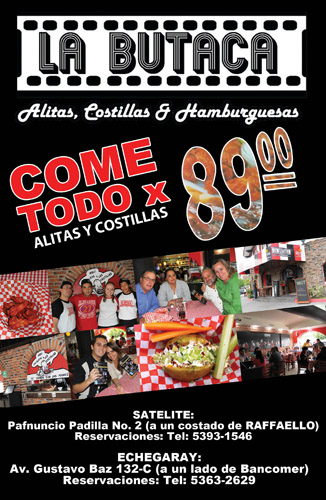 LA BUTACA
Alitas, Costillas & Hamburguesas
COME
TODO x
89.00
ALITAS Y COSTILLAS
SATELITE:
Pafnuncio Padilla No. 2 (a un costado de RAFFAELLO)
Reservaciones: Tel: 5393-1546
ECHEGARAY:
Av. Gustavo Baz 132-C (a un lado de Bancomer)
Reservaciones: Tel: 5363-2629